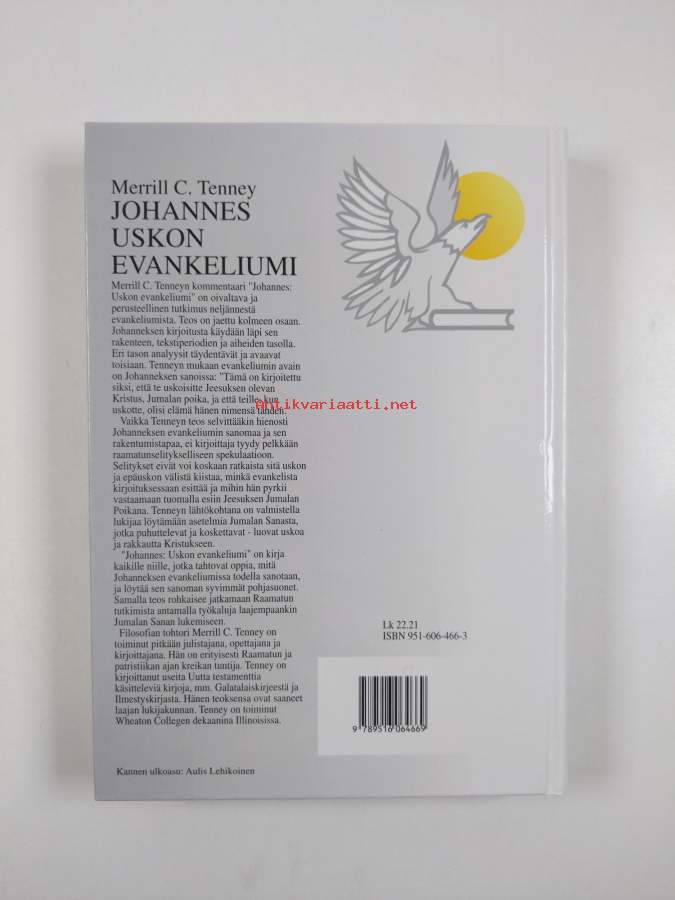 Merrill C. Tenney
JOHANNES
USKON
EVANKELIUMI
Merrill C. Tenneyn kommentaari "Johannes:
Uskon evankeliumi" on oivaltava ja
perusteellinen tutkimus neljännestä
evankeliumista. Teos on jaettu kolmeen osaan.
Johanneksen kirjoitusta käydään läpi sen
rakenteen, tekstiperiodien ja aiheiden tasolla.
Eri tason analyysit täydentävät ja avaavat
toisiaan. Tenneyn mukaan evankeliumin avain
on Johanneksen sanoissa: "Tämä on kirjoitettu
siksi, että te uskoisitte Jeesuksen olevan
Kristus, Jumalan poika, ja että teille, kun
uskotte, olisi elämä hänen nimensä tähden."
Antikvariaatti.net
Vaikka Tenneyn teos selvittääkin hienosti
Johanneksen evankeliumin sanomaa ja sen
rakentumistapaa, ei kirjoittaja tyydy pelkkään
raamatunselitykselliseen spekulaatioon.
Selitykset eivät voi koskaan ratkaista sitä uskon
ja epäuskon välistä kiistaa, minkä evankelista
kirjoituksessaan esittää ja mihin hän pyrkii
vastaamaan tuomalla esiin Jeesuksen Jumalan
Poikana. Tenneyn lähtökohtana on valmistella
lukijaa löytämään asetelmia Jumalan Sanasta,
jotka puhuttelevat ja koskettavat - luovat uskoa
ja rakkautta Kristukseen.
"Johannes: Uskon evankeliumi" on kirja
kaikille niille, jotka tahtovat oppia, mitä
Johanneksen evankeliumissa todella sanotaan,
ja löytää sen sanoman syvimmät pohjasuonet.
Samalla teos rohkaisee jatkamaan Raamatun
tutkimista antamalla työkaluja laajempaankin
Jumalan Sanan lukemiseen.
Filosofian tohtori Merrill C. Tenney on
toiminut pitkään julistajana, opettajana ja
kirjoittajana. Hän on erityisesti Raamatun ja
patristiikan ajan kreikan tuntija. Tenney on
kirjoittanut useita Uutta testamenttia
käsitteleviä kirjoja, mm. Galatalaiskirjeestä ja
Ilmestyskirjasta. Hänen teoksensa ovat saaneet
laajan lukijakunnan. Tenney on toiminut
Wheaton Collegen dekaanina Illinoisissa.
Kannen ulkoasu: Aulis Lehikoinen
Lk 22.21
ISBN 951-606-466-3
9 789516 064669